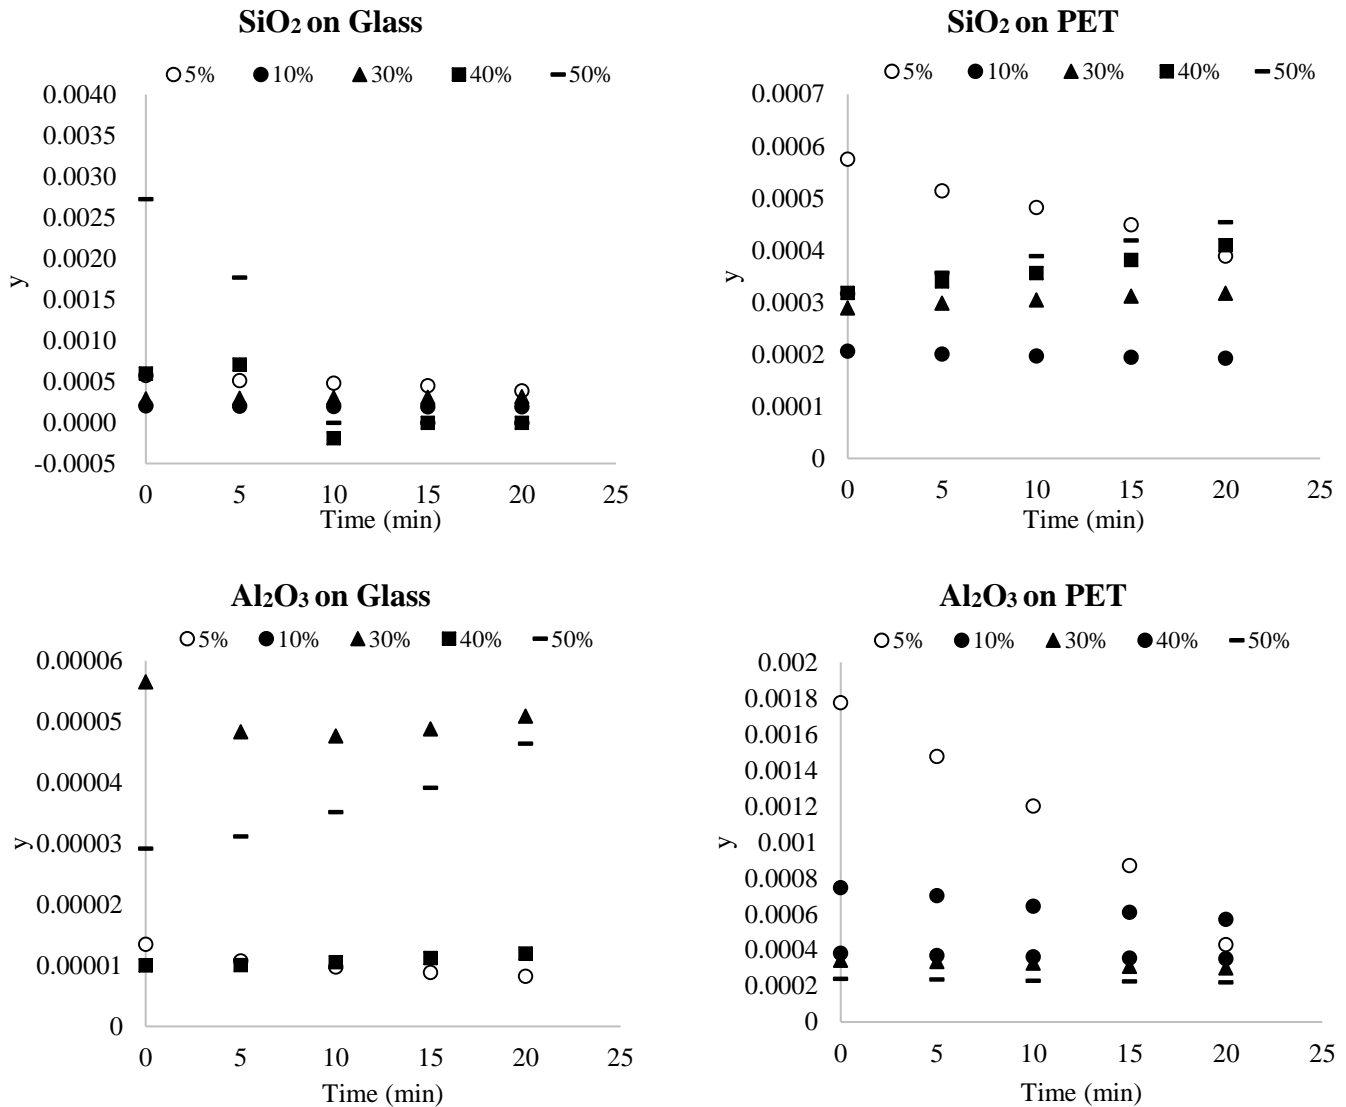 SiO2 on Glass
5% 10% 30% 40% 50%
0.0040
0.0035
0.0030
0.0025
0.0020
0.0015
0.0010
0.0005
0.0000
-0.0005
y
0 5 10 15 20 25
Time (min)
SiO2 on PET
5% 10% 30% 40% 50%
0.0007
0.0006
0.0005
0.0004
0.0003
0.0002
0.0001
0
y
0 5 10 15 20 25
Time (min)
Al2O3 on Glass
5% 10% 30% 40% 50%
0.00006
0.00005
0.00004
0.00003
0.00002
0.00001
0
y
0 5 10 15 20 25
Time (min)
Al2O3 on PET
5% 10% 30% 40% 50%
0.002
0.0018
0.0016
0.0014
0.0012
0.001
0.0008
0.0006
0.0004
0.0002
0
y
0 5 10 15 20 25
Time (min)